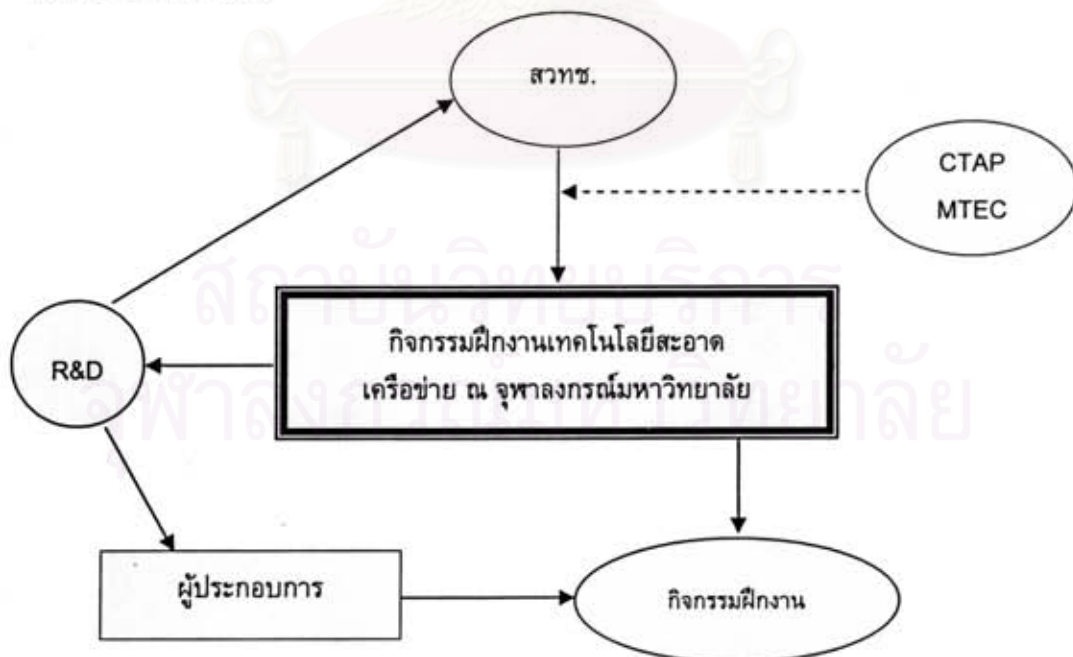 สวทช.
CTAP
MTEC
สถาบันวิทยบริการ
กิจกรรมฝึกงานเทคโนโลยีสะอาด
เครือข่าย ณ จุฬาลงกรณ์มหาวิทยาลัย
R&D
จุฬาลงกรณ์มหาวิทยาลัย
ผู้ประกอบการ
กิจกรรมฝึกงาน